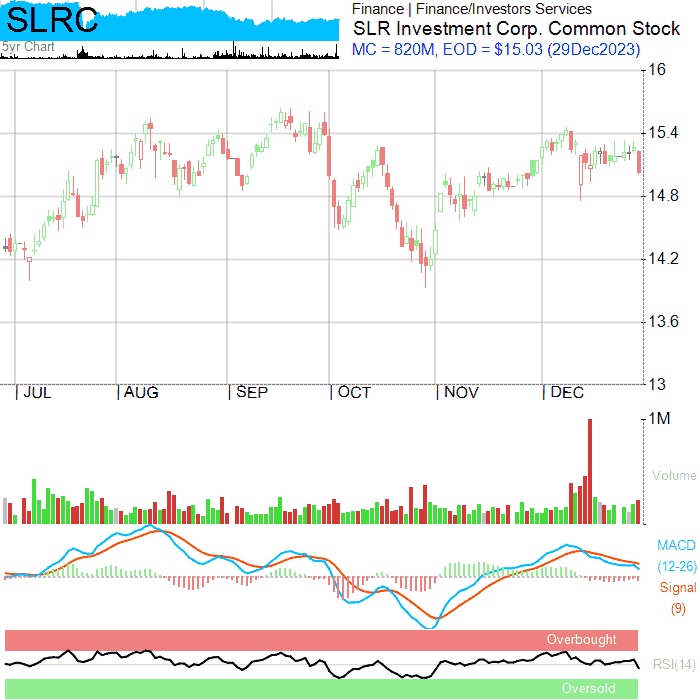 SLRC
5yr Chart
Finance | Finance/Investors Services
SLR Investment Corp. Common Stock
MC = 820M, EOD = $15.03 (29Dec2023)
16
15.4
14.8
14.2
13.6
13
|JUL |AUG |SEP |OCT |NOV |DEC
1M
Volume
MACD
(12-26)
Signal
(9)
Overbought
RSI(14)
Oversold